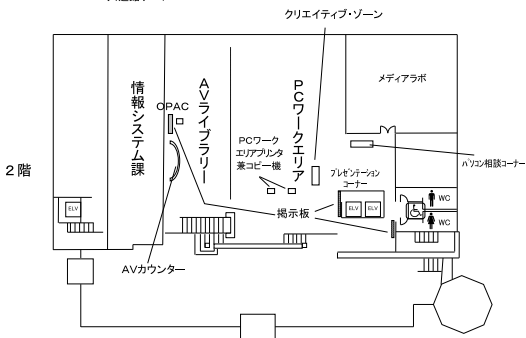 クリエイティブ・ゾーン
メディアラボ
情報システム課
OPAC
AVライブラリー
PCワークエリア
PCワーク
エリアプリンタ
兼コピー機
パソコン相談コーナー
プレゼンテーション
コーナー
2階
ELV
ELV
ELV
掲示板
WC
WC
AVカウンター